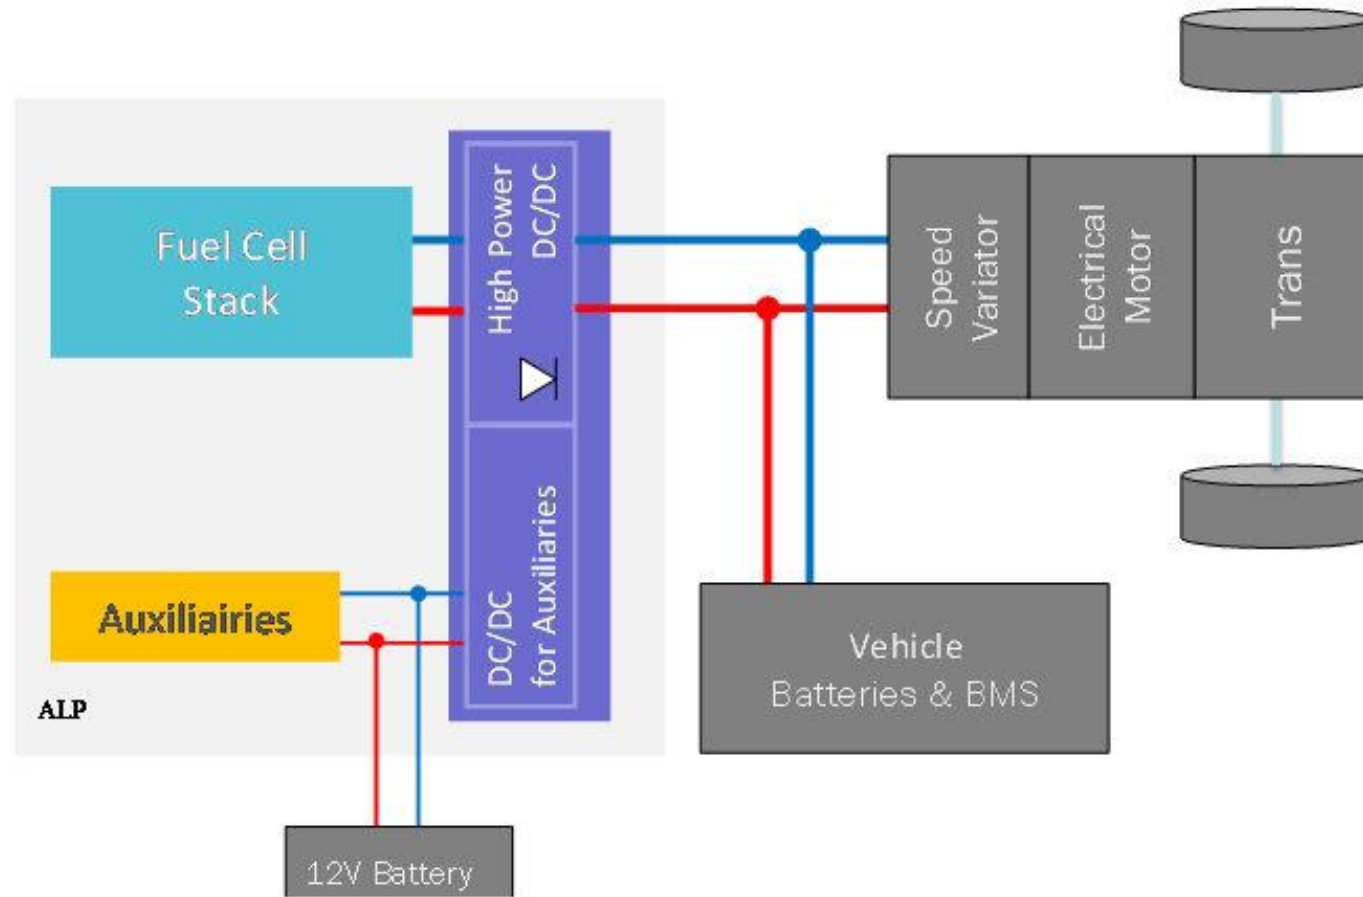 Fuel Cell
Stack
High Power
DC/DC
Speed
Variator
Electrical
Motor
Trans
DC/DC
for Auxiliaries
Auxiliairies
ALP
Vehicle
Batteries & BMS
12V Battery